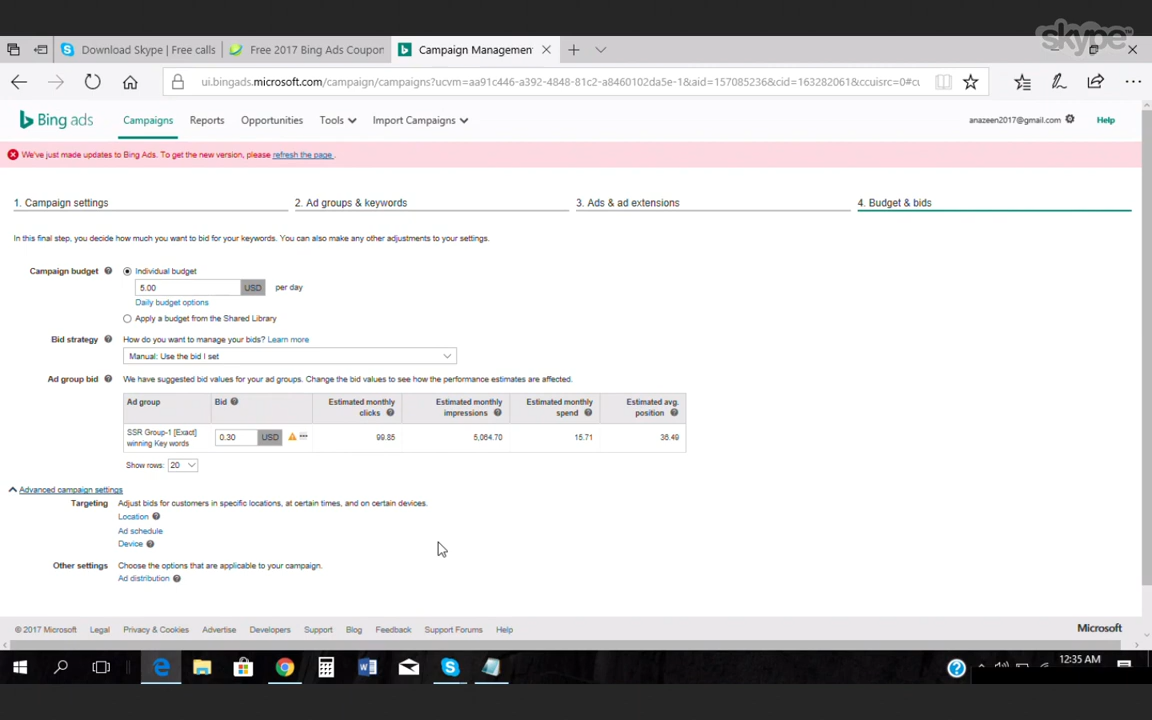 skype
Download Skype | Free calls
Free 2017 Bing Ads Coupon
Campaign Management
ui.bingads.microsoft.com/campaign/campaigns?ucvm=aa91c446-a392-4848-81c2-a8460102da5e-1&aid=157085236&cid=163282061&ccuisrc=0#cu
Bing ads
Campaigns
Reports
Opportunities
Tools
Import Campaigns
anazeen2017@gmail.com
Help
We've just made updates to Bing Ads. To get the new version, please refresh the page .
1. Campaign settings
2. Ad groups & keywords
3. Ads & ad extensions
4. Budget & bids
In this final step, you decide how much you want to bid for your keywords. You can also make any other adjustments to your settings.
Campaign budget
Individual budget
5.00 USD per day
Daily budget options
Apply a budget from the Shared Library
Bid strategy
How do you want to manage your bids? Learn more
Manual: Use the bid I set
Ad group bid
We have suggested bid values for your ad groups. Change the bid values to see how the performance estimates are affected.
Ad group
Bid
Estimated monthly
clicks
Estimated monthly
impressions
Estimated monthly
spend
Estimated avg.
position
SSR Group-1 [Exact]
winning Key words
0.30 USD
99.85
5,064.70
15.71
36.49
Show rows: 20
Advanced campaign settings
Targeting
Adjust bids for customers in specific locations, at certain times, and on certain devices.
Location
Ad schedule
Device
Other settings
Choose the options that are applicable to your campaign.
Ad distribution
© 2017 Microsoft
Legal
Privacy & Cookies
Advertise
Developers
Support
Blog
Feedback
Support Forums
Help
Microsoft
12:35 AM